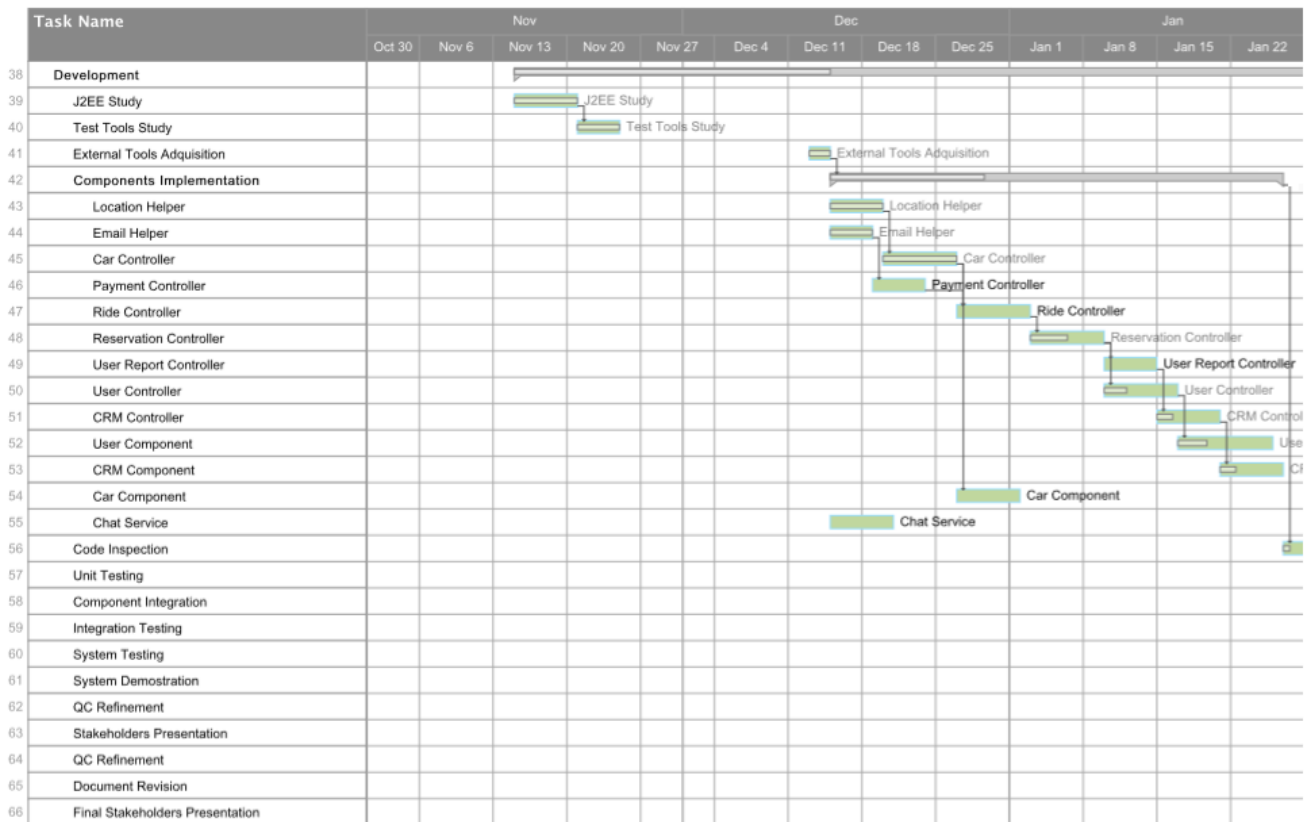 Task Name Nov Dec Jan
Oct 30 Nov 6 Nov 13 Nov 20 Nov 27 Dec 4 Dec 11 Dec 18 Dec 25 Jan 1 Jan 8 Jan 15 Jan 22
38 Development
39 J2EE Study J2EE Study
40 Test Tools Study Test Tools Study
41 External Tools Adquisition External Tools Adquisition
42 Components Implementation
43 Location Helper Location Helper
44 Email Helper Email Helper
45 Car Controller Car Controller
46 Payment Controller Payment Controller
47 Ride Controller Ride Controller
48 Reservation Controller Reservation Controller
49 User Report Controller User Report Controller
50 User Controller User Controller
51 CRM Controller CRM Control
52 User Component Use
53 CRM Component
54 Car Component Car Component
55 Chat Service Chat Service
56 Code Inspection
57 Unit Testing
58 Component Integration
59 Integration Testing
60 System Testing
61 System Demostration
62 QC Refinement
63 Stakeholders Presentation
64 QC Refinement
65 Document Revision
66 Final Stakeholders Presentation